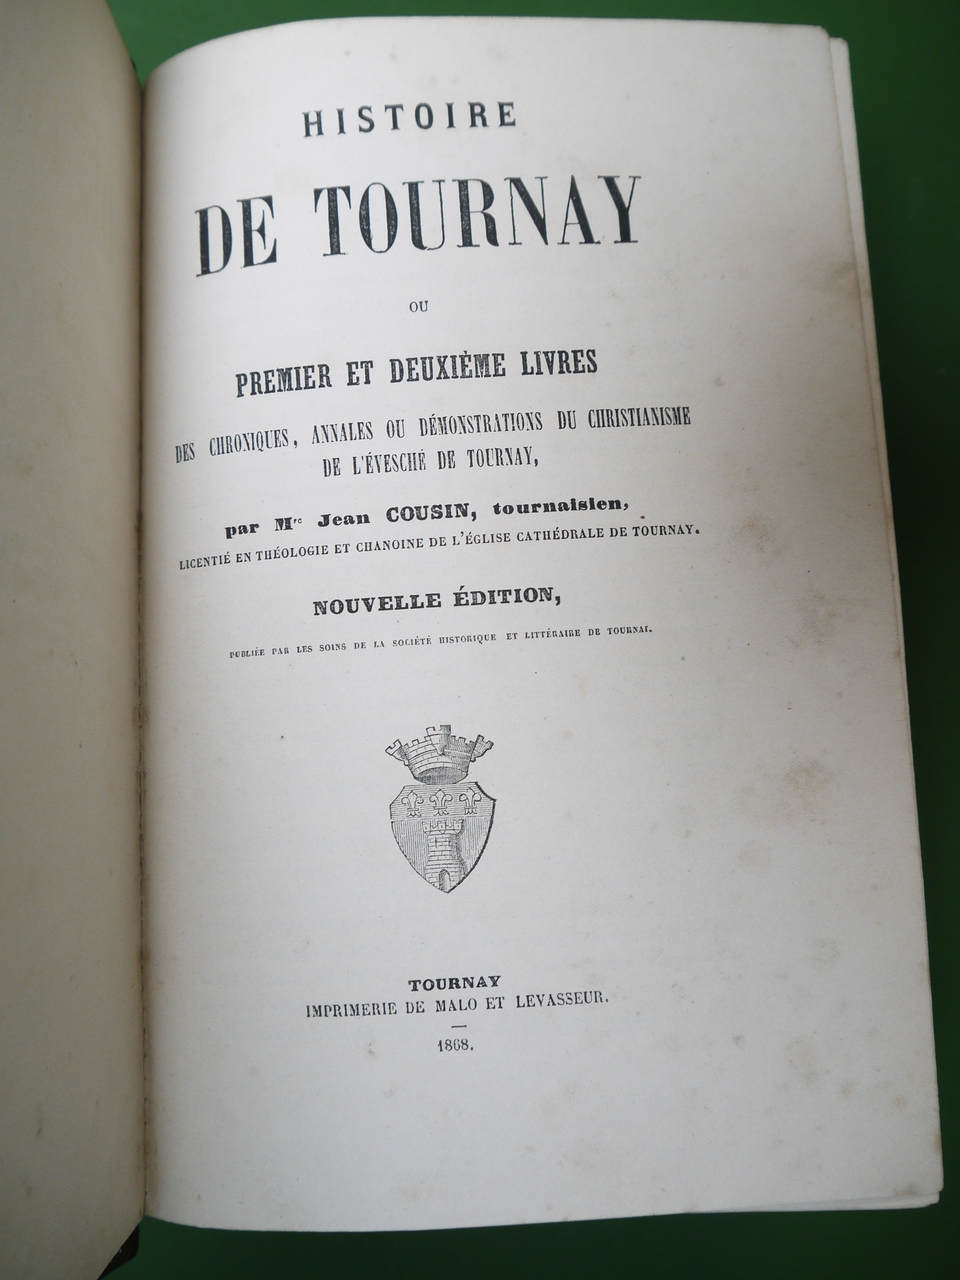 HISTOIRE
DE TOURNAY
OU
PREMIER ET DEUXIÈME LIVRES
DES CHRONIQUES, ANNALES OU DÉMONSTRATIONS DU CHRISTIANISME
DE L'ÉVESCHÉ DE TOURNAY,
par Mre Jean COUSIN, tournaisien,
LICENTIÉ EN THÉOLOGIE ET CHANOINE DE L'ÉGLISE CATHÉDRALE DE TOURNAY.
NOUVELLE ÉDITION,
PUBLIÉE PAR LES SOINS DE LA SOCIÉTÉ HISTORIQUE ET LITTÉRAIRE DE TOURNAI.
TOURNAY
IMPRIMERIE DE MALO ET LEVASSEUR.
1868.